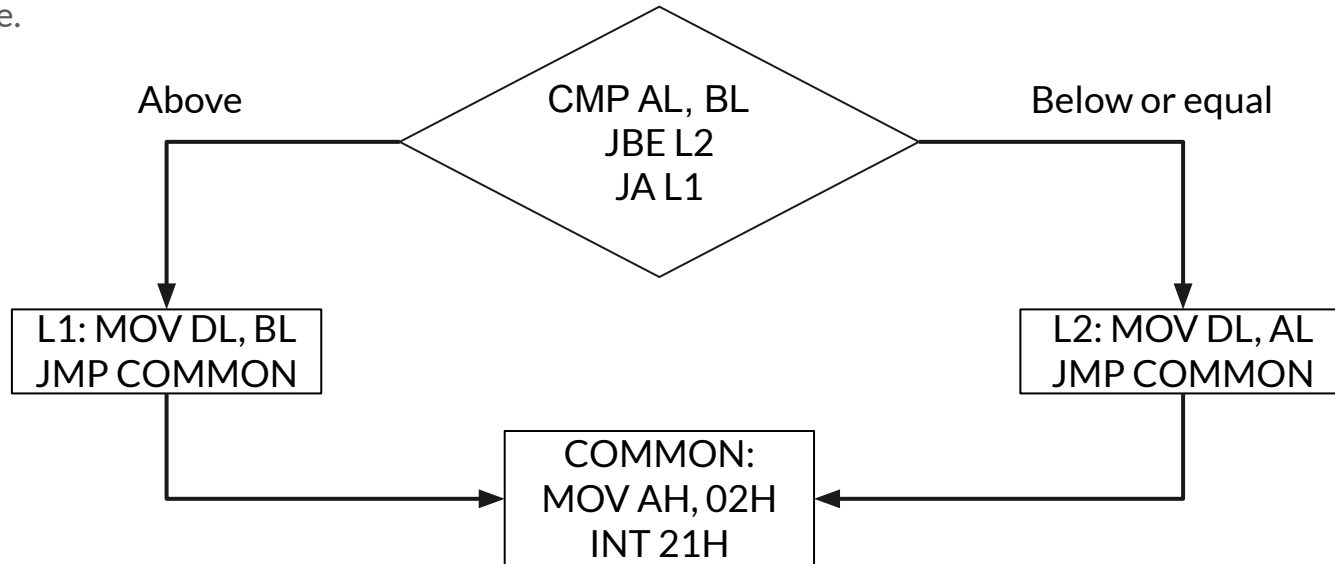 e.
Above
CMP AL, BL
JBE L2
JA L1
Below or equal
L1: MOV DL, BL
JMP COMMON
L2: MOV DL, AL
JMP COMMON
COMMON:
MOV AH, 02H
INT 21H